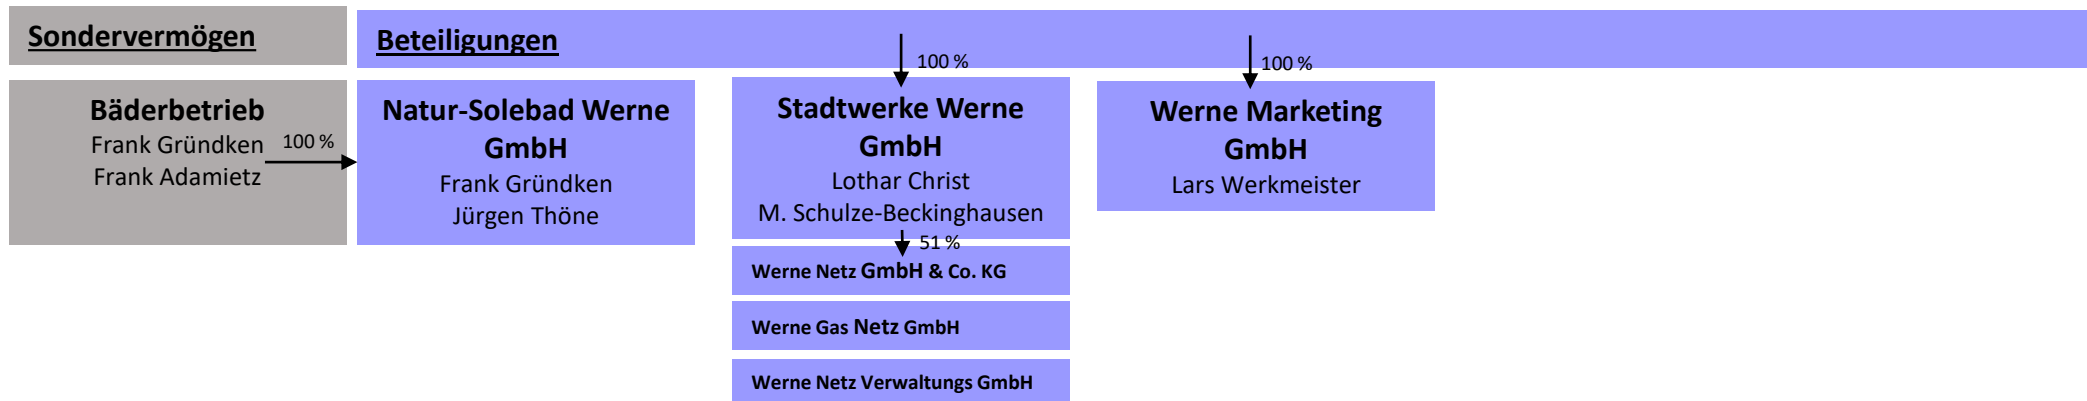 Sondervermögen
Beteiligungen
100 %
100 %
Bäderbetrieb
Frank Gründken
Frank Adamietz
100 %
Natur-Solebad Werne
GmbH
Frank Gründken
Jürgen Thöne
Stadtwerke Werne
GmbH
Lothar Christ
M. Schulze-Beckinghausen
51 %
Werne Netz GmbH & Co. KG
Werne Gas Netz GmbH
Werne Netz Verwaltungs GmbH
Werne Marketing
GmbH
Lars Werkmeister